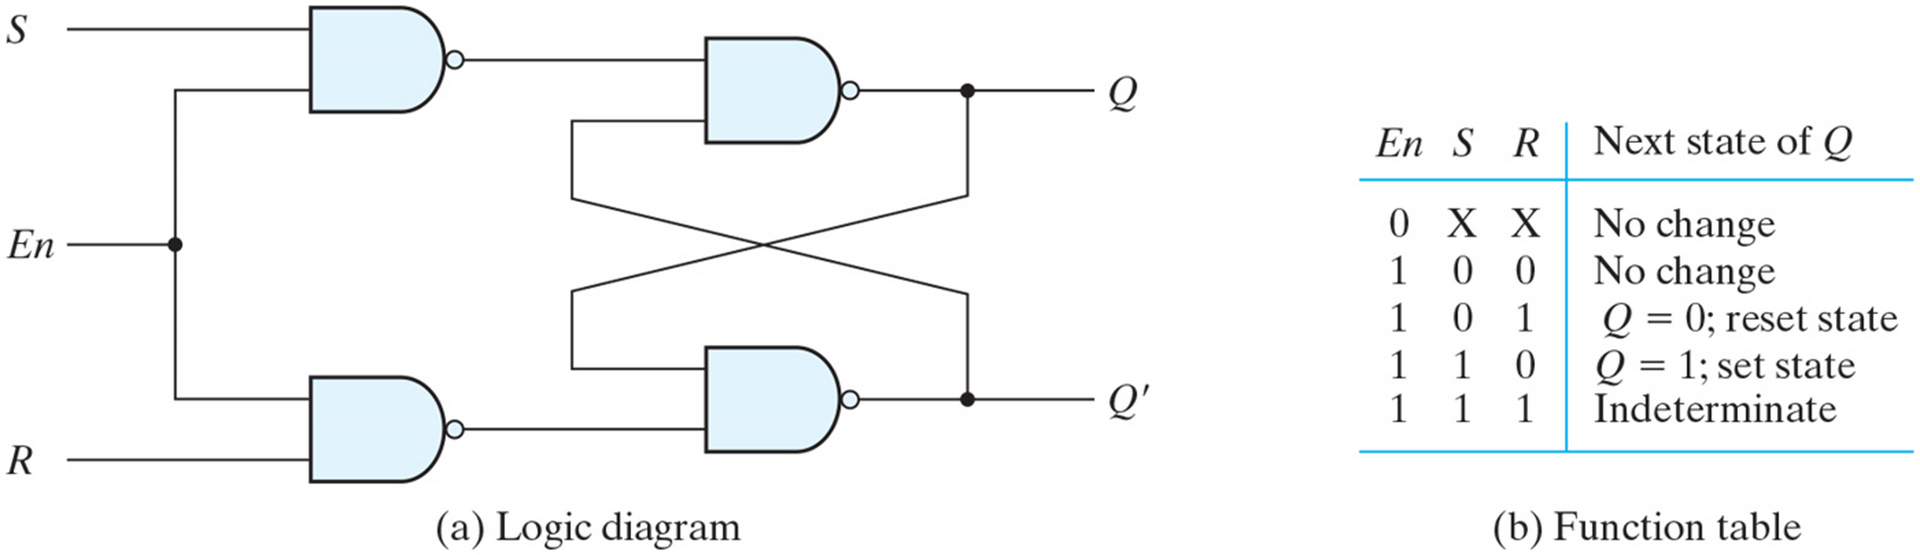 S
En
R
Q
Q′
(a) Logic diagram
En S R Next state of Q
0 X X No change
1 0 0 No change
1 0 1 Q = 0; reset state
1 1 0 Q = 1; set state
1 1 1 Indeterminate
(b) Function table